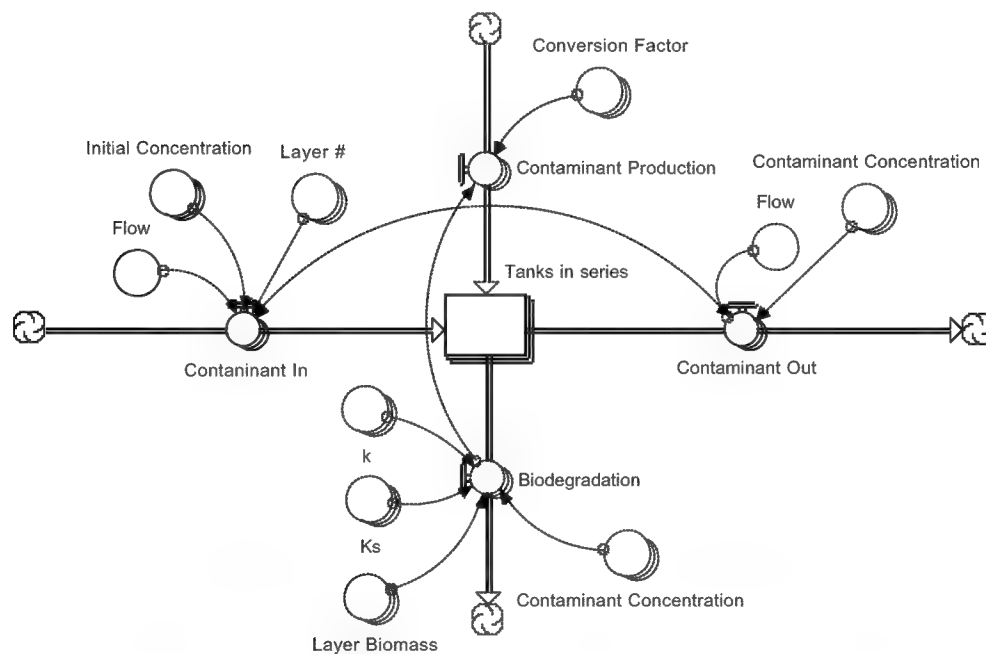 Conversion Factor
Initial Concentration
Layer #
Contaminant Production
Contaminant Concentration
Flow
Flow
Tanks in series
Contaninant In
Contaminant Out
k
Biodegradation
Ks
Contaminant Concentration
Layer Biomass